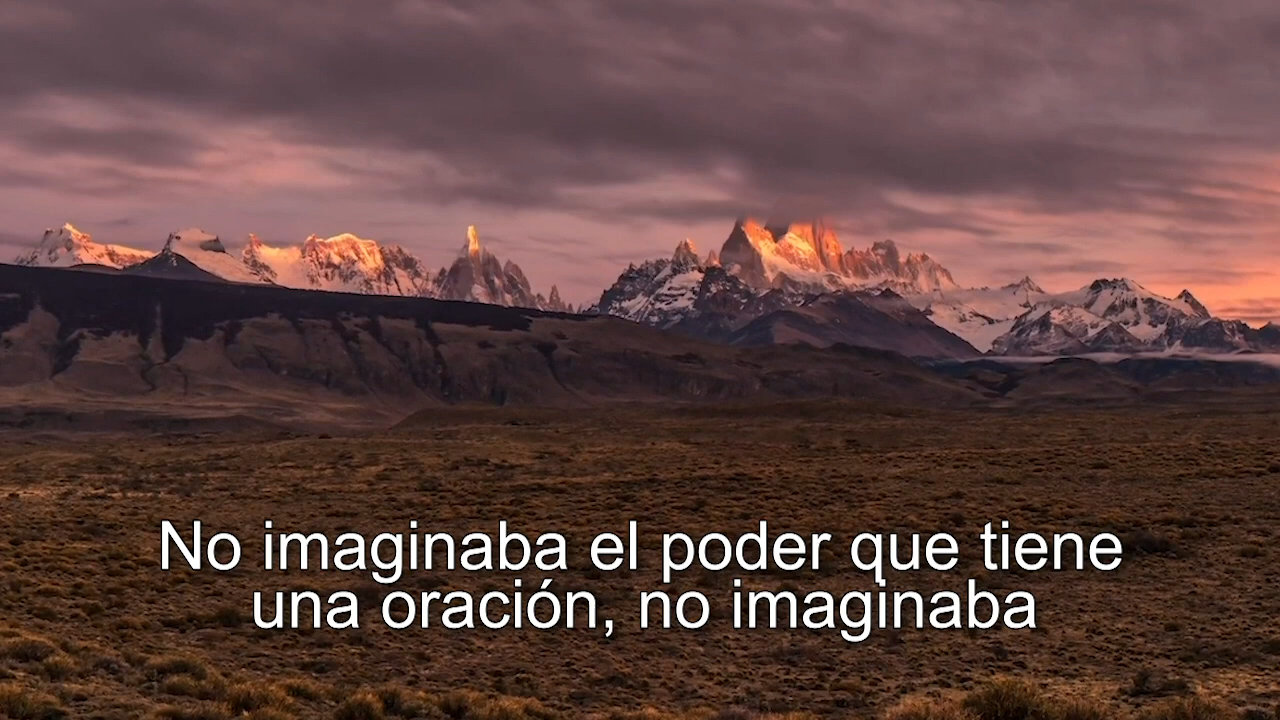 No imaginaba el poder que tiene
una oración, no imaginaba